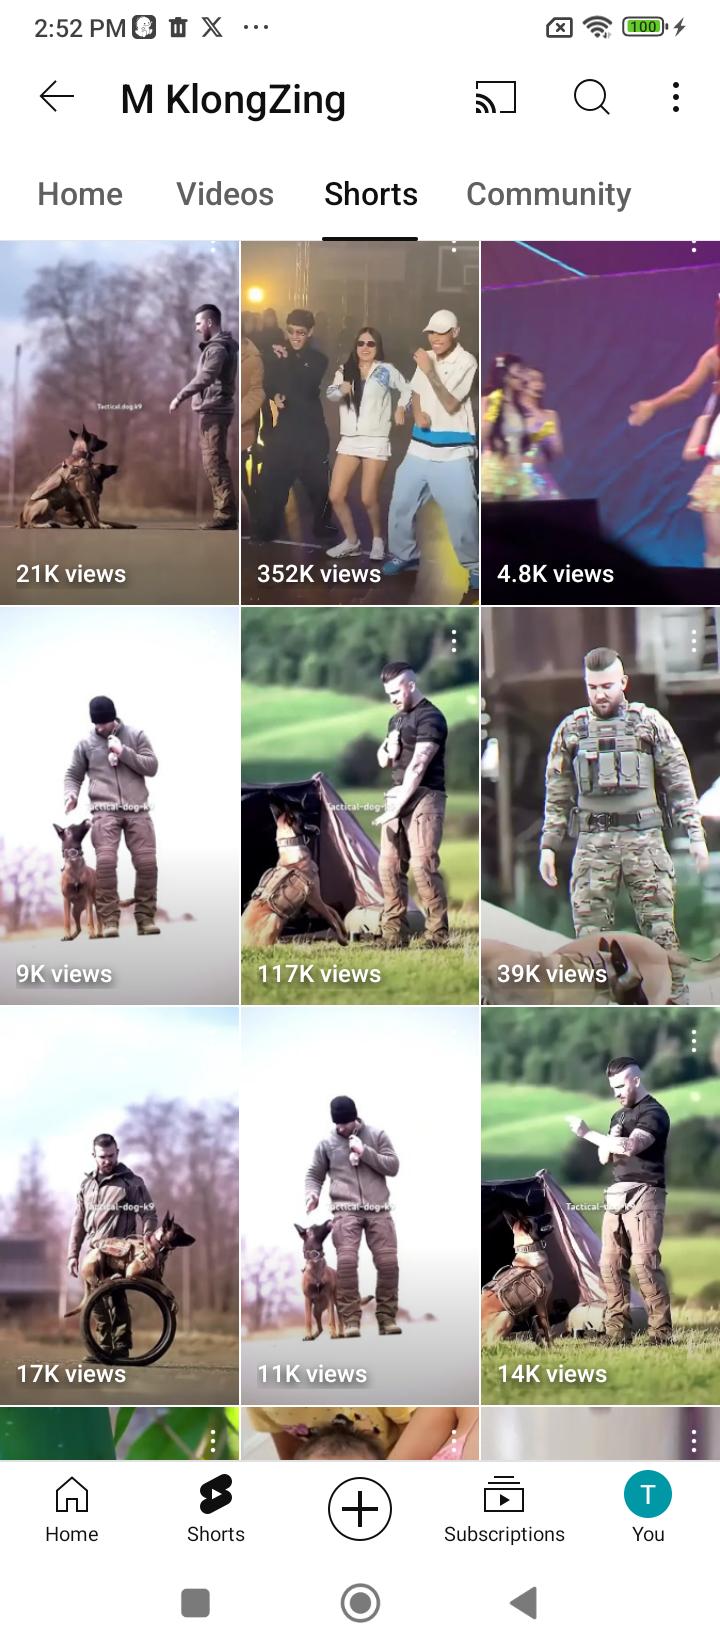 2:52 PM
100
M KlongZing
Home
Videos
Shorts
Community
Tactical.dog.k9
21K views
352K views
4.8K views
Tactical-dog-k9
9K views
Tactical-dog-k9
117K views
39K views
Tactical-dog-k9
17K views
Tactical-dog-k9
11K views
Tactical-dog-k9
14K views
Home
Shorts
Subscriptions
T
You